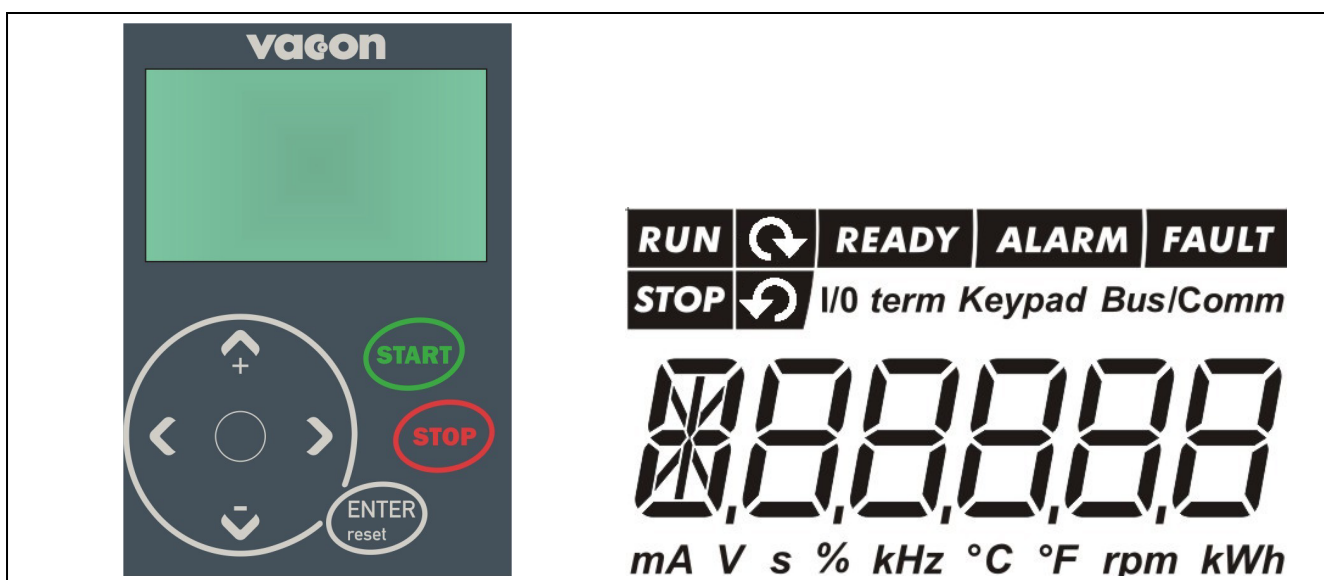 vacon
+
START
STOP
-
ENTER
reset
RUN READY ALARM FAULT
STOP I/0 term Keypad Bus/Comm
mA V s % kHz °C °F rpm kWh